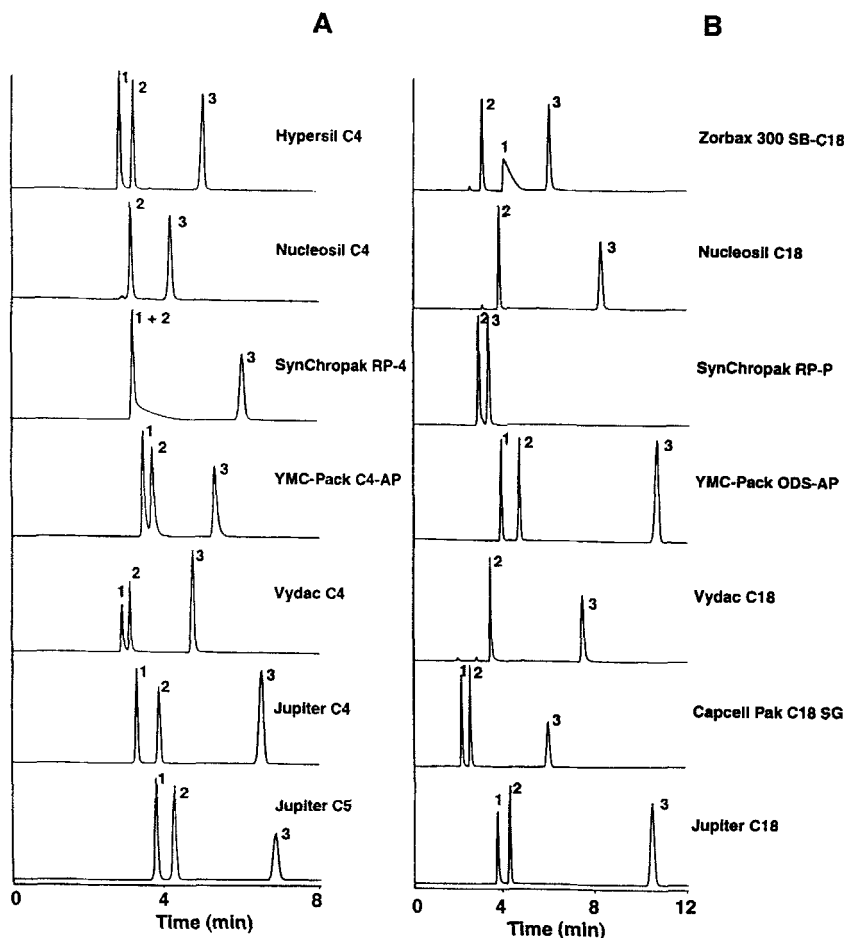 A
1
2
3
Hypersil C4
2
3
Nucleosil C4
1 + 2
3
SynChropak RP-4
1
2
3
YMC-Pack C4-AP
1
2
3
Vydac C4
1
2
3
Jupiter C4
1
2
3
Jupiter C5
0
4
8
Time (min)
B
2
1
3
Zorbax 300 SB-C18
2
3
Nucleosil C18
2
3
SynChropak RP-P
1
2
3
YMC-Pack ODS-AP
2
3
Vydac C18
1
2
3
Capcell Pak C18 SG
1
2
3
Jupiter C18
0
4
8
12
Time (min)